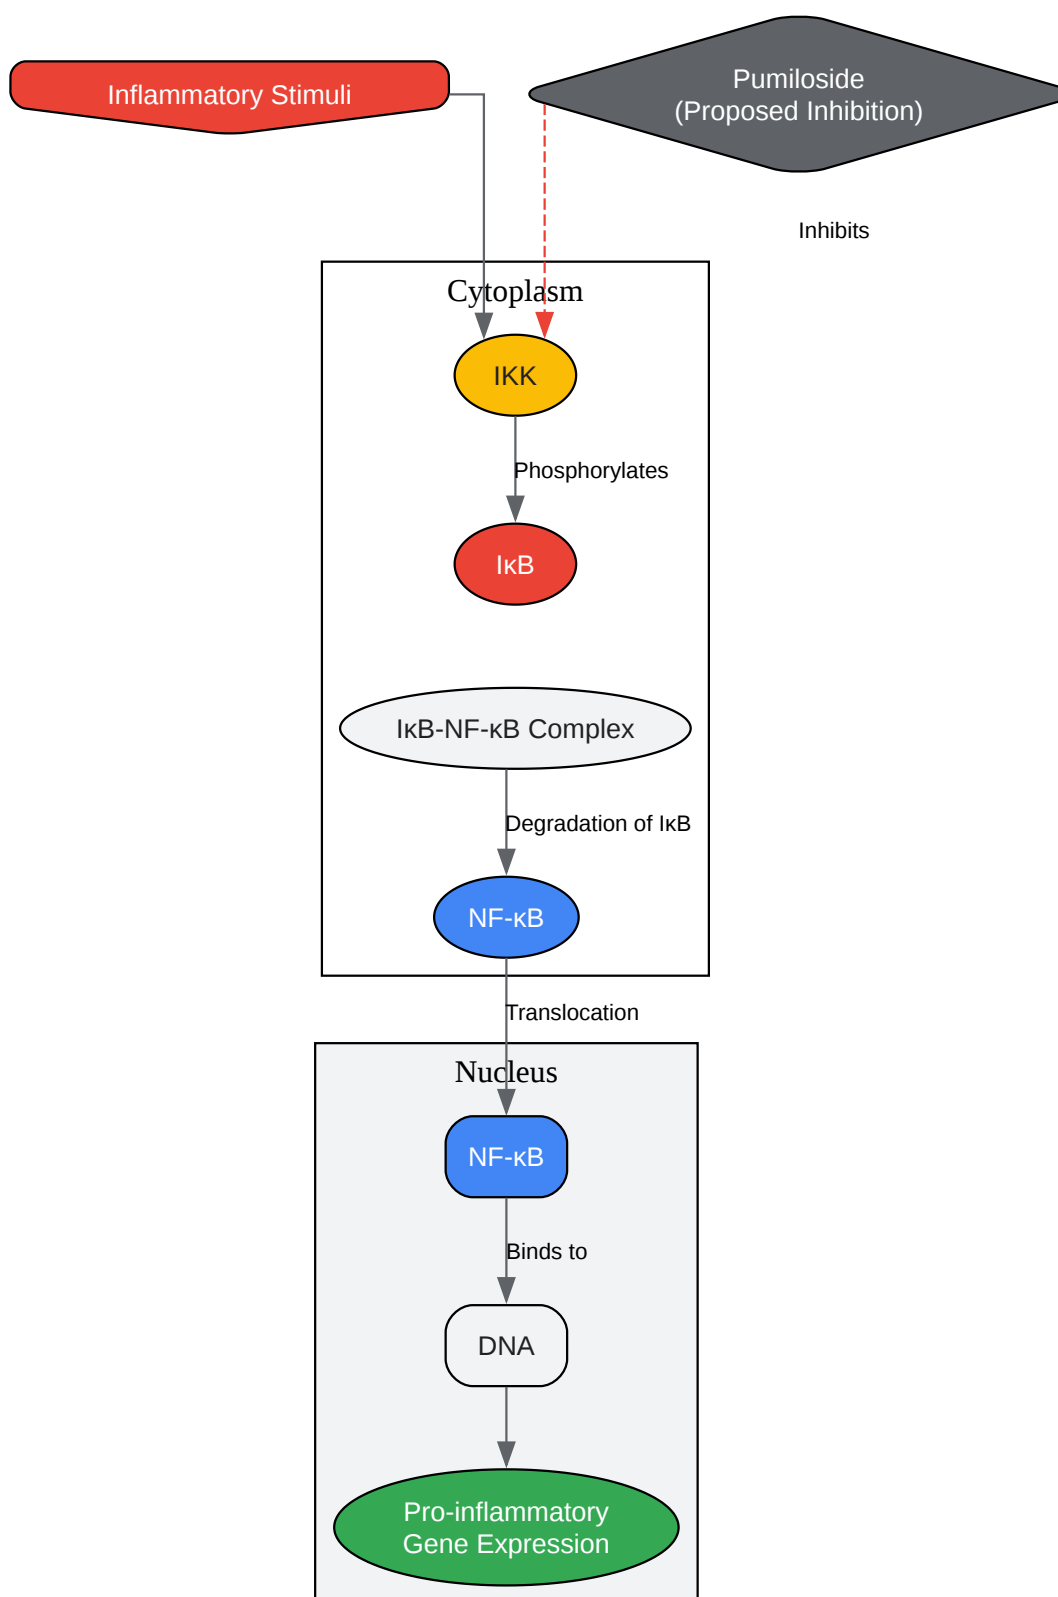 Inflammatory Stimuli
Pumiloside
(Proposed Inhibition)
Inhibits
Cytoplasm
IKK
Phosphorylates
IκB
IκB-NF-κB Complex
Degradation of IκB
NF-κB
Translocation
Nucleus
NF-κB
Binds to
DNA
Pro-inflammatory
Gene Expression